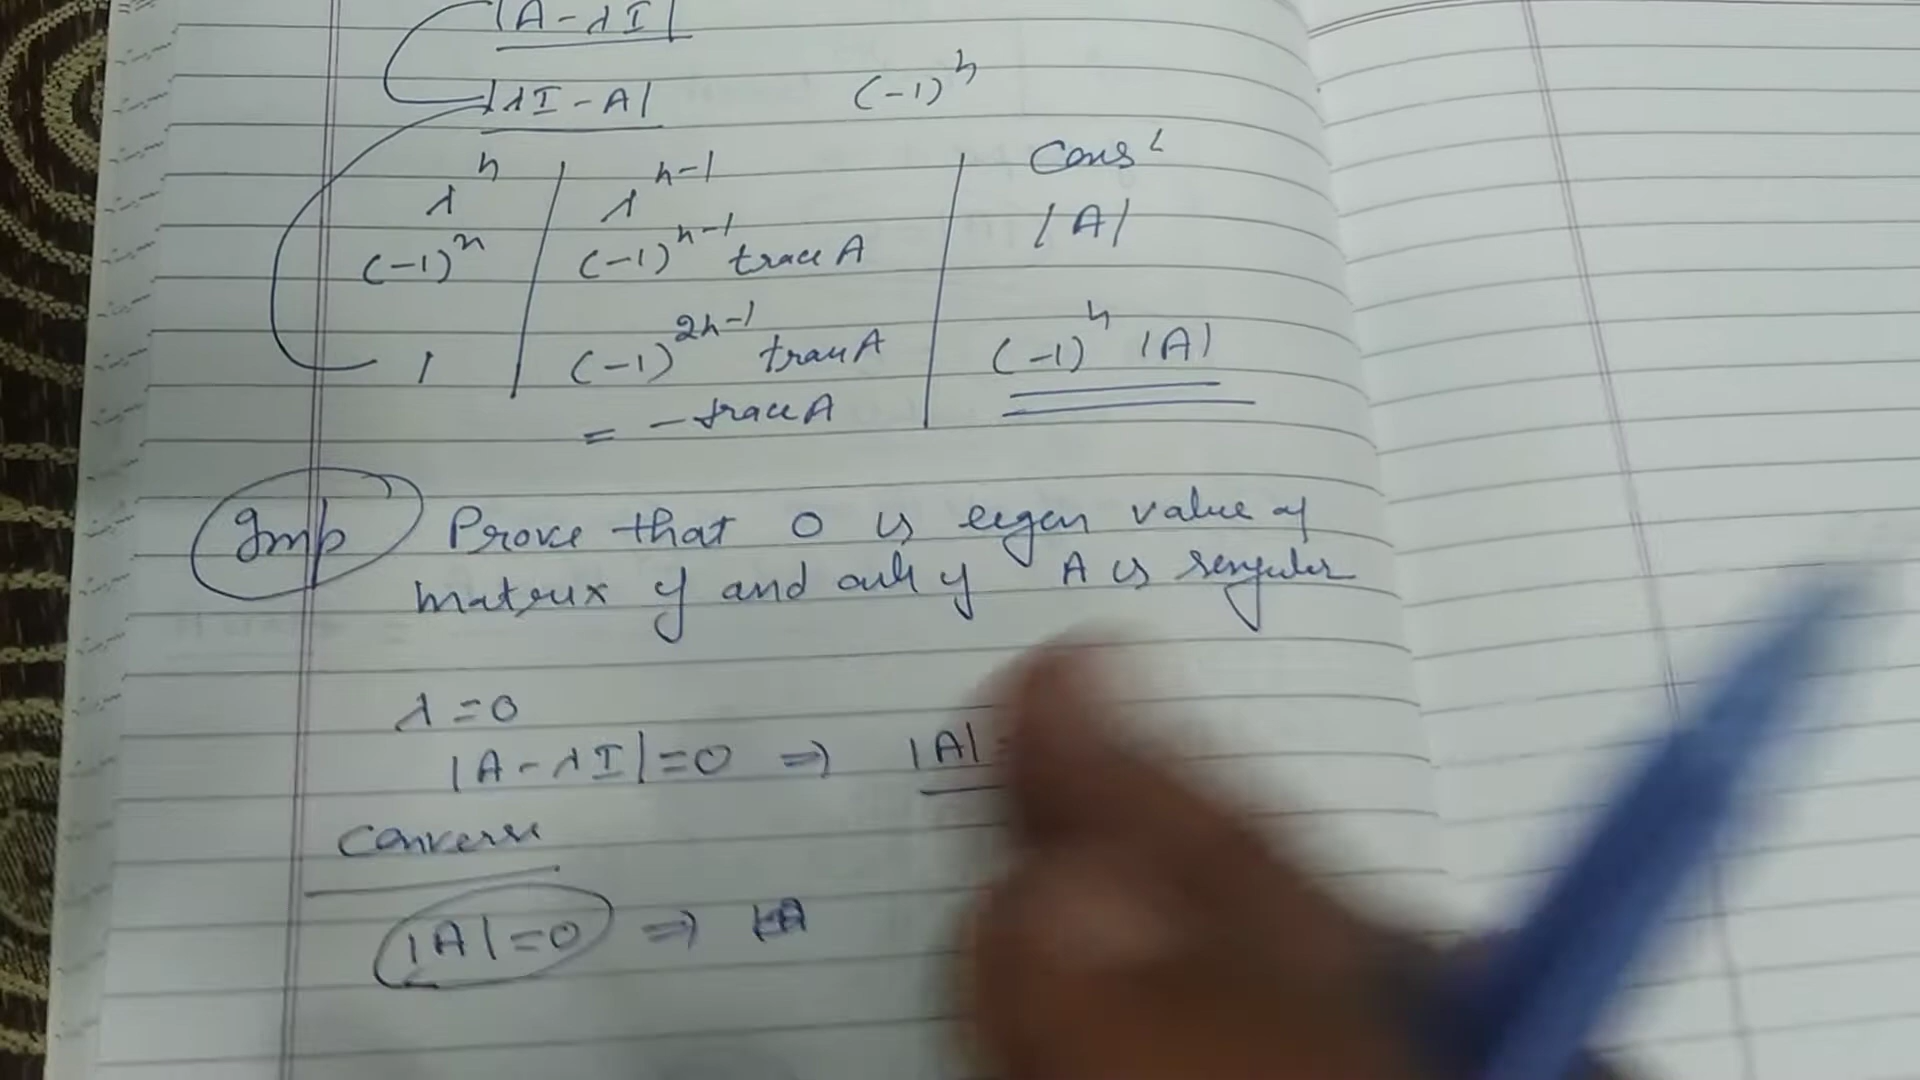 |A - λI|
|λI - A| (-1)^n
λ^n | λ^{n-1} | Cons
(-1)^n | (-1)^{n-1} trace A | |A|
1 | (-1)^{2n-1} trace A | (-1)^n |A|
= - trace A
Imp Prove that 0 is eigen value of
matrix if and only if A is singular
λ = 0
|A - λI| = 0 ⇒ |A|
Converse
|A| = 0 ⇒